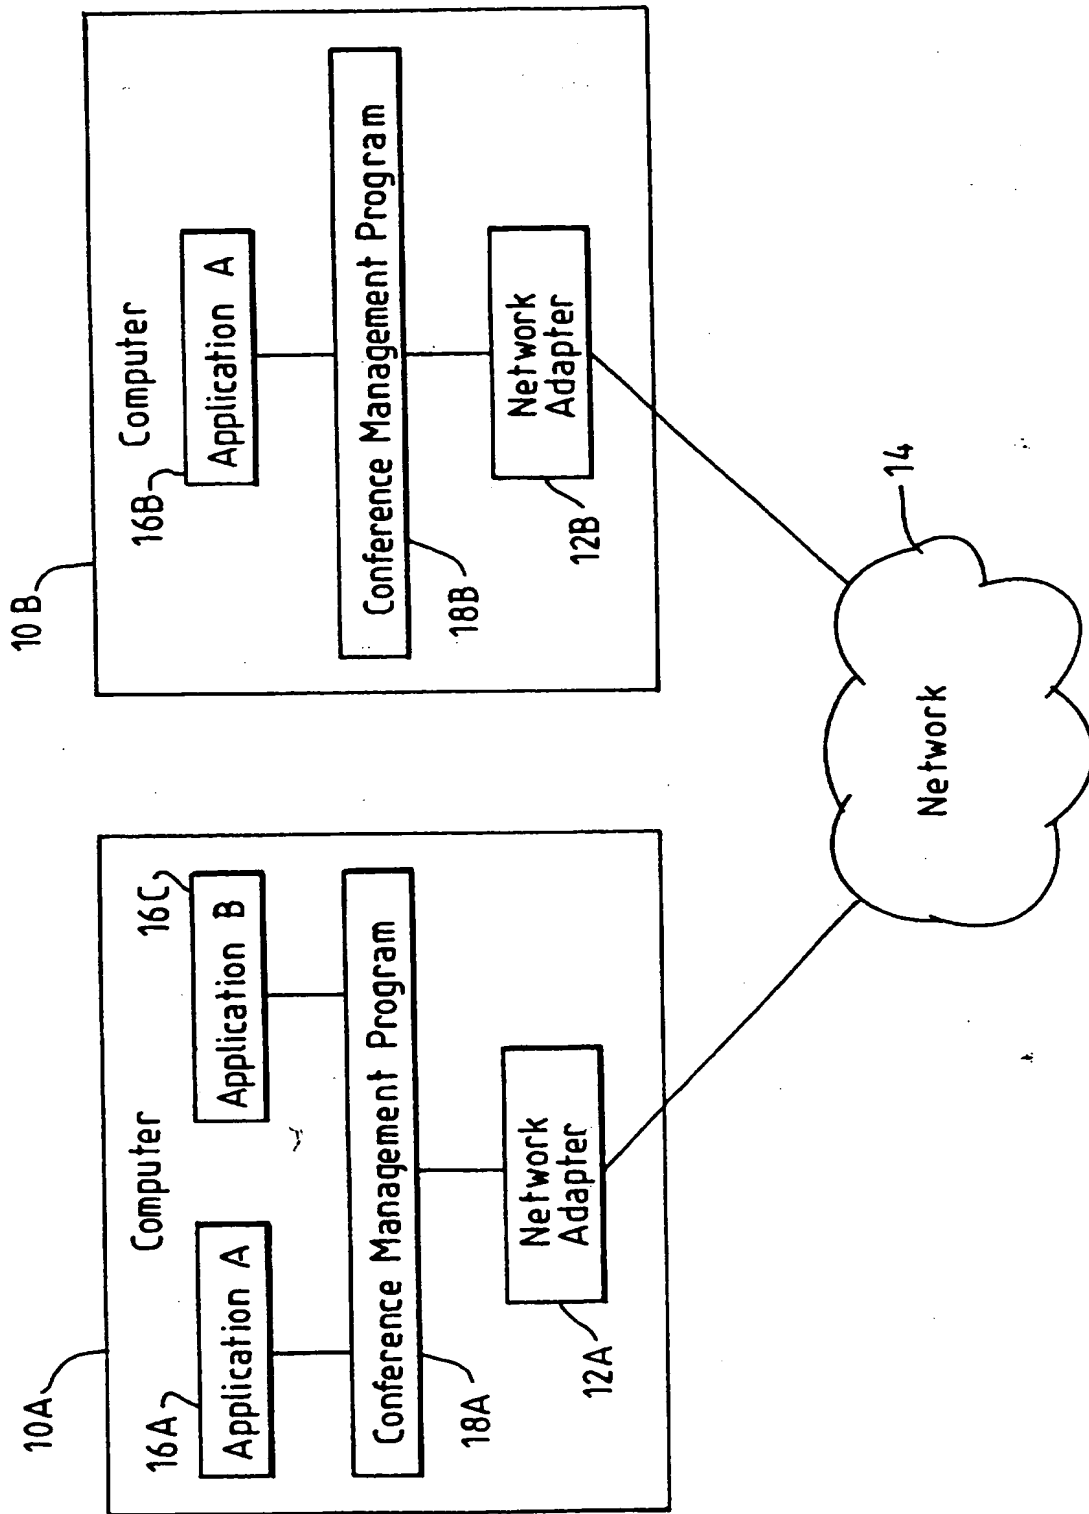 10A
Computer
16A
Application A
16C
Application B
Conference Management Program
18A
Network
Adapter
12A
10B
Computer
16B
Application A
Conference Management Program
18B
Network
Adapter
12B
Network
14